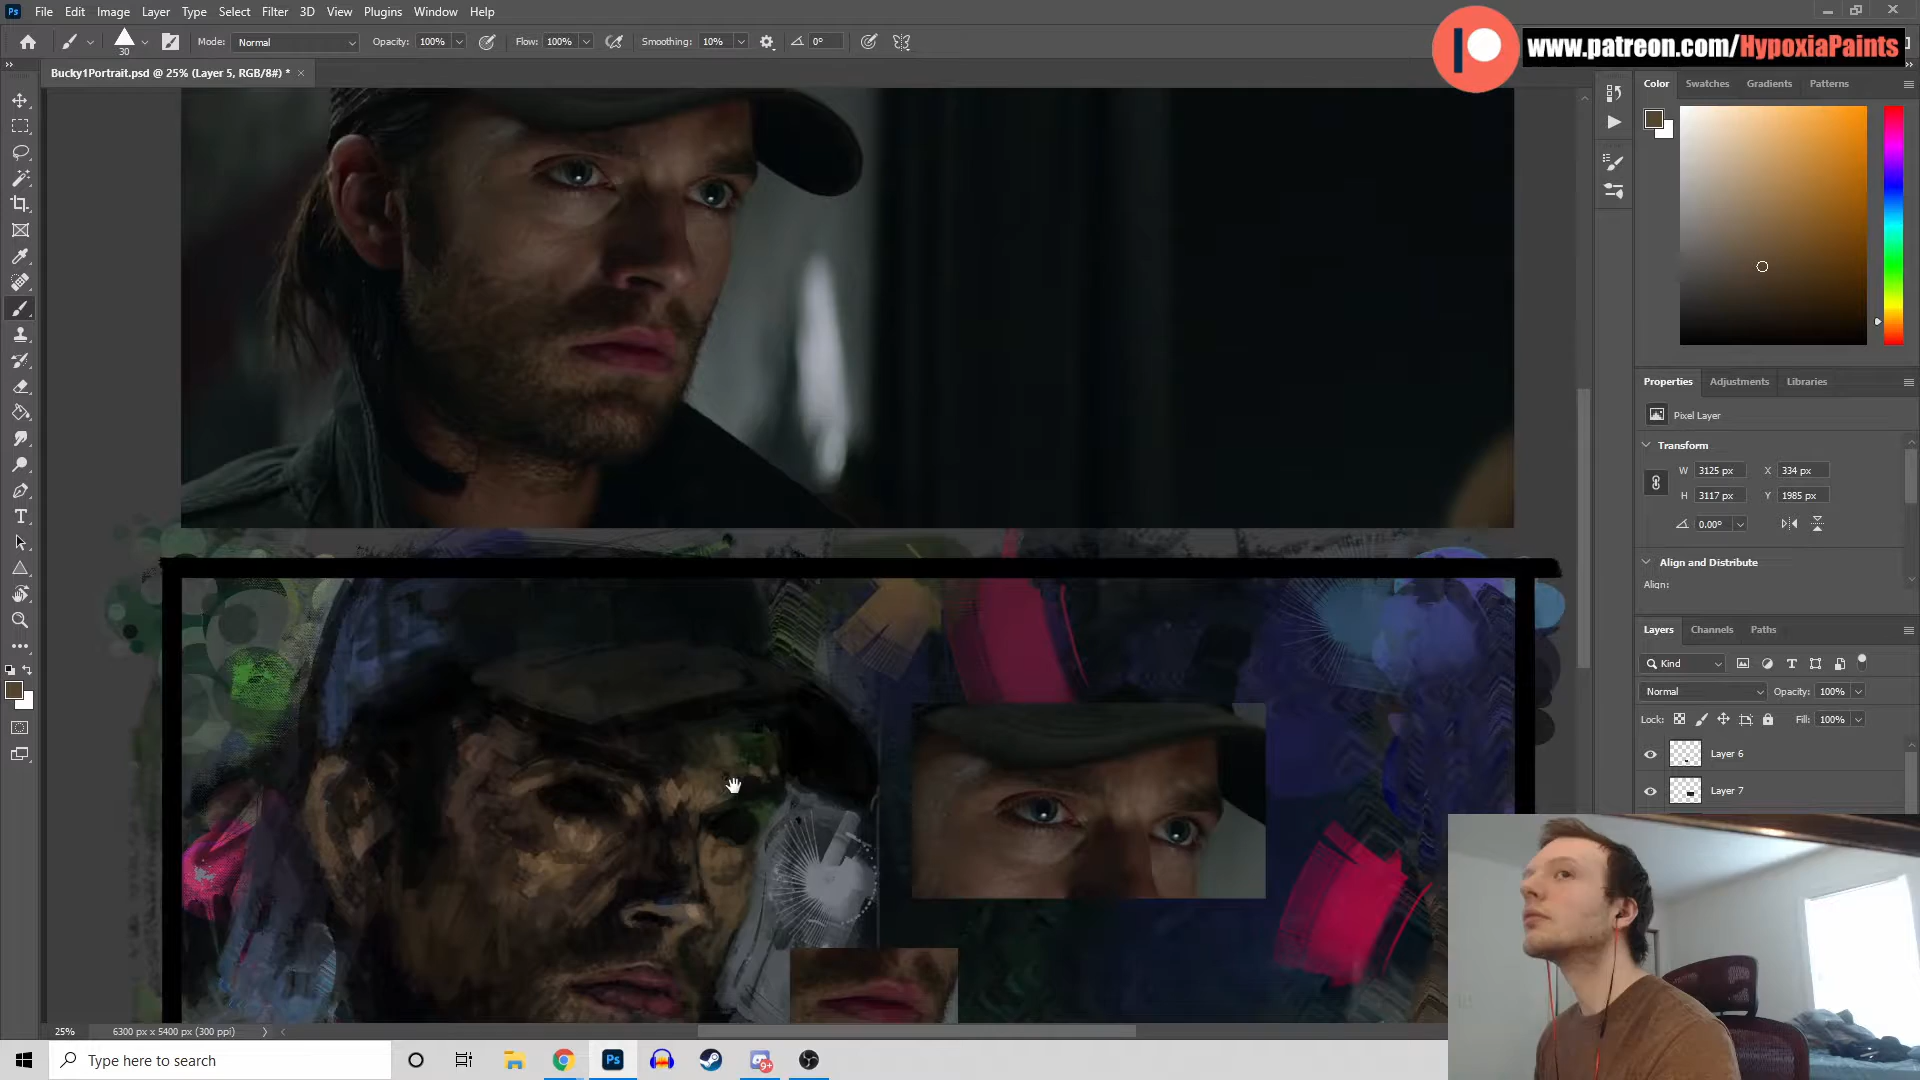 Ps File Edit Image Layer Type Select Filter 3D View Plugins Window Help
30 Mode: Normal Opacity: 100% Flow: 100% Smoothing: 10% 0°
www.patreon.com/HypoxiaPaints
Bucky1Portrait.psd @ 25% (Layer 5, RGB/8#) *
Color Swatches Gradients Patterns
Properties Adjustments Libraries
Pixel Layer
Transform
W 3125 px X 334 px
H 3117 px Y 1985 px
0.00°
Align and Distribute
Align:
Layers Channels Paths
Kind
Normal Opacity: 100%
Lock: Fill: 100%
Layer 6
Layer 7
25% 6300 px x 5400 px (300 ppi)
Type here to search
Ps
9+